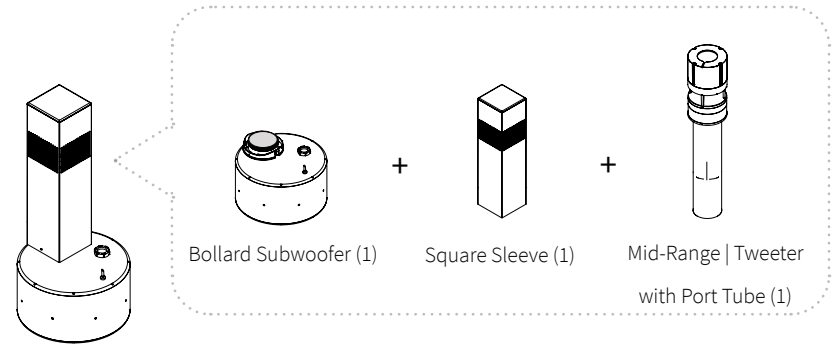 +
+
Bollard Subwoofer (1)
Square Sleeve (1)
Mid-Range | Tweeter
with Port Tube (1)